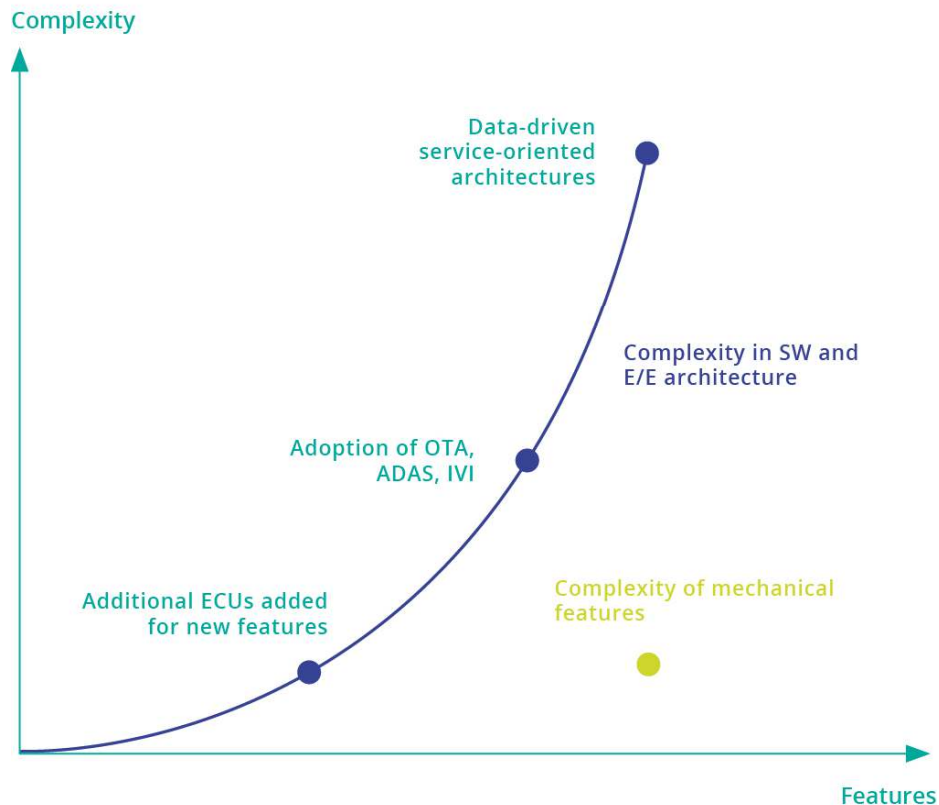 Complexity
Data-driven
service-oriented
architectures
Complexity in SW and
E/E architecture
Adoption of OTA,
ADAS, IVI
Complexity of mechanical
features
Additional ECUs added
for new features
Features